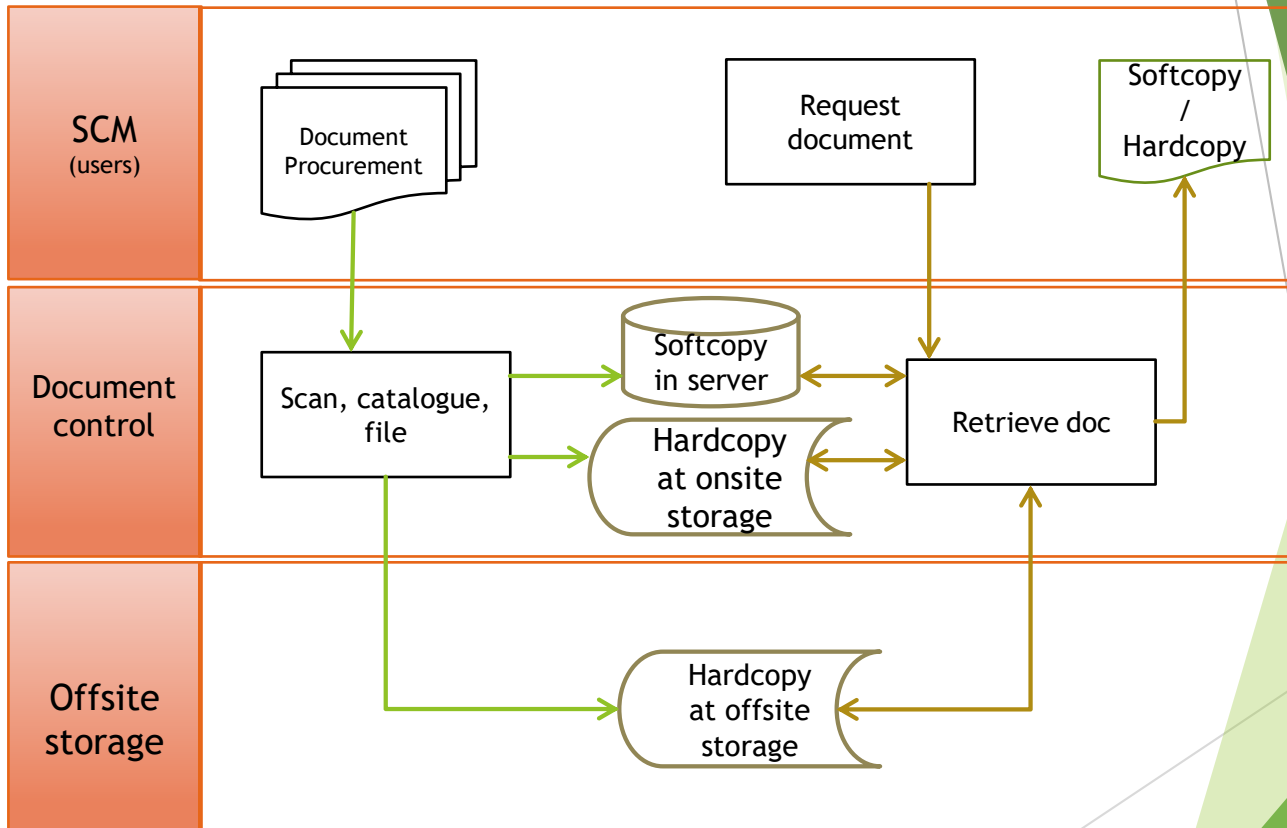 SCM
(users)
Document
Procurement
Request
document
Softcopy
/
Hardcopy
Document
control
Scan, catalogue,
file
Softcopy
in server
Hardcopy
at onsite
storage
Retrieve doc
Offsite
storage
Hardcopy
at offsite
storage